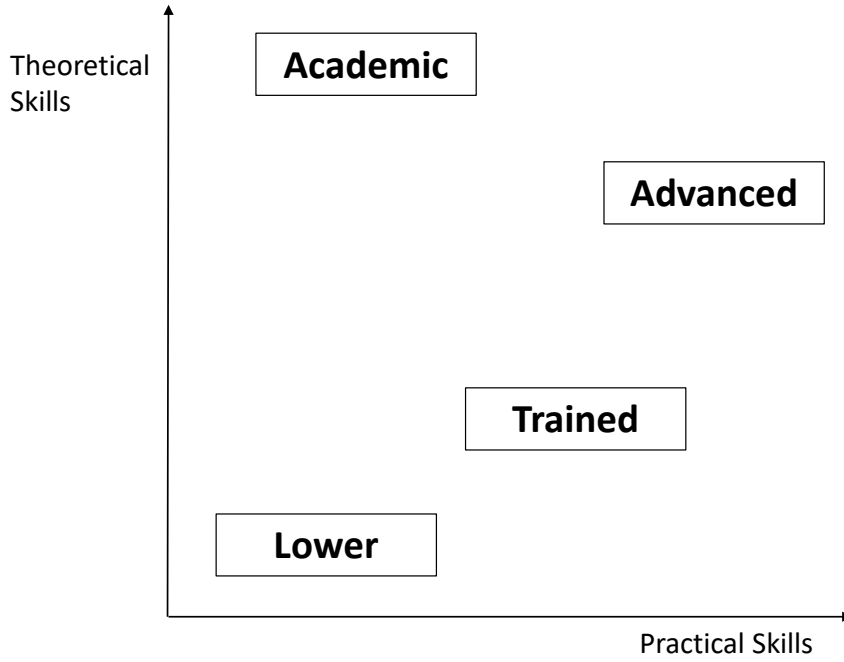 Theoretical
Skills
Academic
Advanced
Trained
Lower
Practical Skills